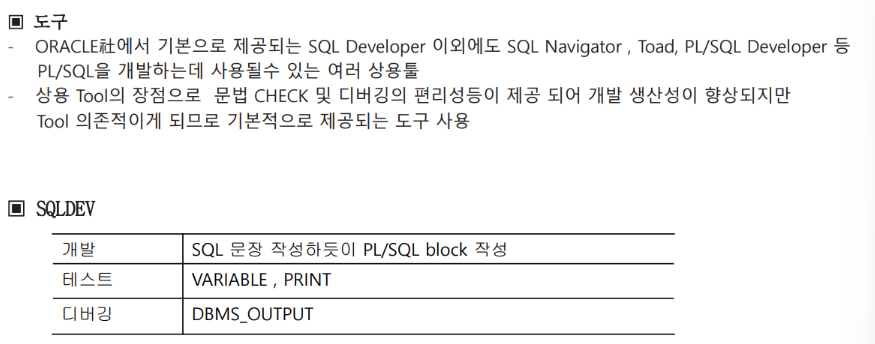 ▣ 도구
- ORACLE社에서 기본으로 제공되는 SQL Developer 이외에도 SQL Navigator , Toad, PL/SQL Developer 등
PL/SQL을 개발하는데 사용될수 있는 여러 상용툴
- 상용 Tool의 장점으로 문법 CHECK 및 디버깅의 편리성등이 제공 되어 개발 생산성이 향상되지만
Tool 의존적이게 되므로 기본적으로 제공되는 도구 사용
▣ SQLDEV
개발 SQL 문장 작성하듯이 PL/SQL block 작성
테스트 VARIABLE , PRINT
디버깅 DBMS_OUTPUT